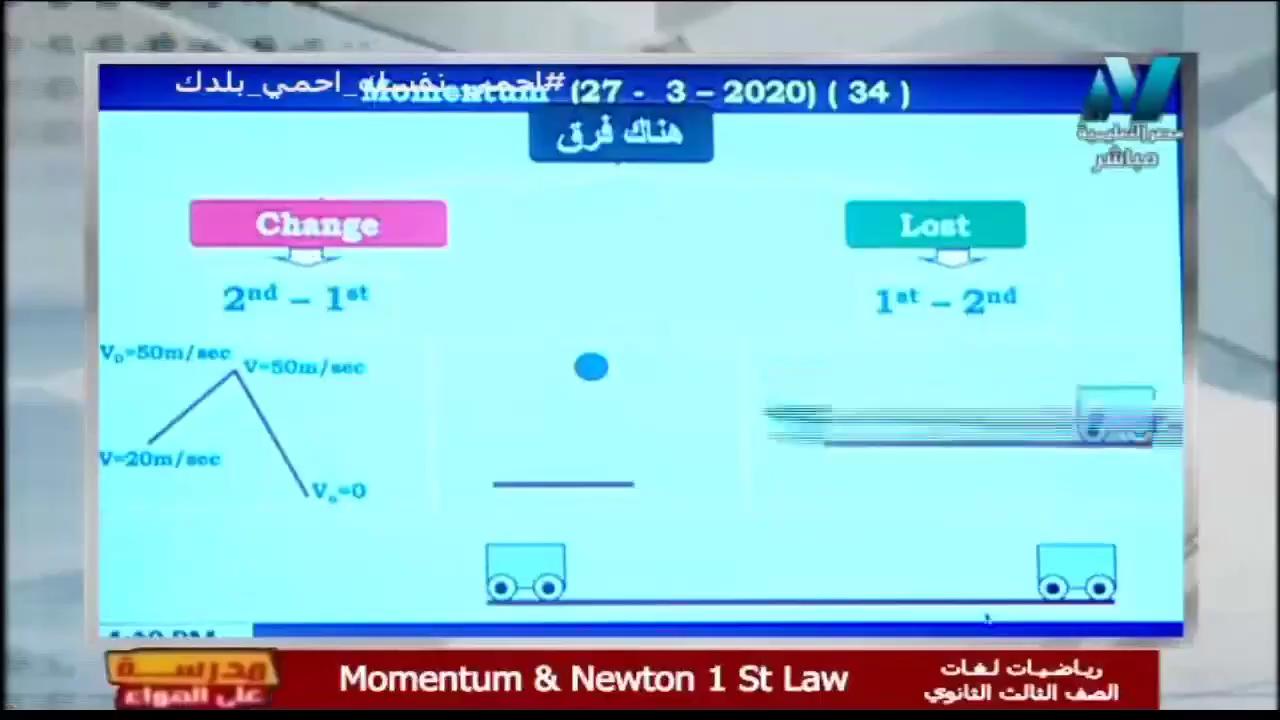 #احمي_نفسك_احمي_بلدك
Momentum (27 - 3 – 2020) ( 34 )
مصر التعليمية
مباشر
هناك فرق
Change
Lost
2nd – 1st
1st – 2nd
V₀=50m/sec
V=50m/sec
V=20m/sec
V₀=0
مدرسة
على الهواء
Momentum & Newton 1 St Law
رياضيات لغات
الصف الثالث الثانوي